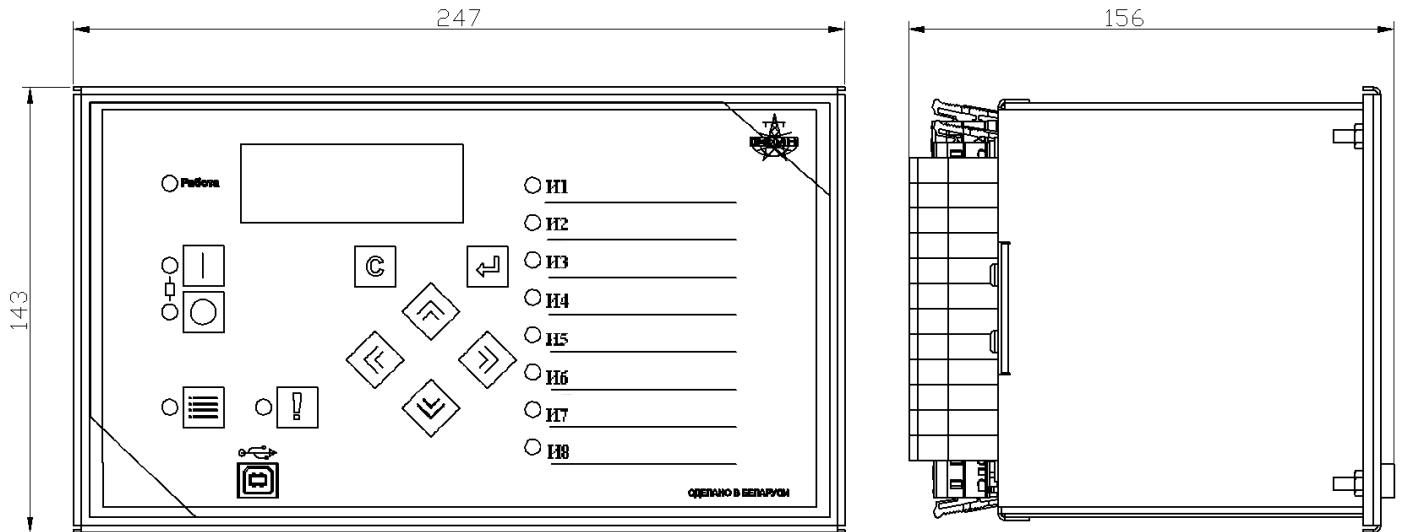 247
156
143
Работа
И1
И2
И3
И4
И5
И6
И7
И8
C
СДЕЛАНО В БЕЛАРУСИ